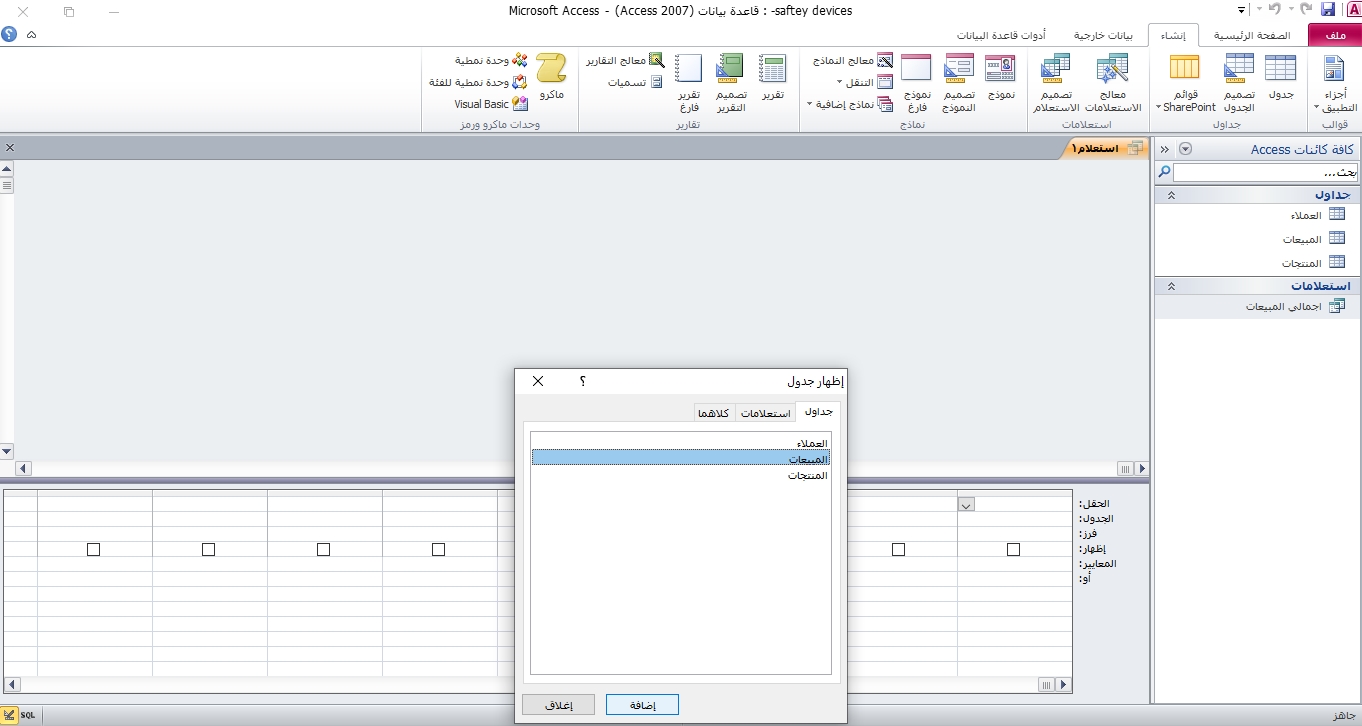 saftey devices- : قاعدة بيانات (Access 2007) - Microsoft Access
ملف
الصفحة الرئيسية
إنشاء
بيانات خارجية
أدوات قاعدة البيانات
أجزاء التطبيق
قوالب
جدول
تصميم الجدول
قوائم SharePoint
جدول
معالج الاستعلامات
تصميم الاستعلام
استعلامات
نموذج
تصميم النموذج
نموذج فارغ
معالج النماذج
التنقل
نماذج إضافية
نماذج
تقرير
تصميم التقرير
تقرير فارغ
معالج التقارير
تسميات
تقارير
ماكرو
وحدة نمطية
وحدة نمطية للفئة
Visual Basic
وحدات ماكرو ورمز
كافة كائنات Access
بحث...
جداول
العملاء
المبيعات
المنتجات
استعلامات
اجمالي المبيعات
استعلام١
إظهار جدول
؟
جداول
استعلامات
كلاهما
العملاء
المبيعات
المنتجات
إضافة
إغلاق
الحقل:
الجدول:
فرز:
إظهار:
المعايير:
أو:
جاهز
SQL